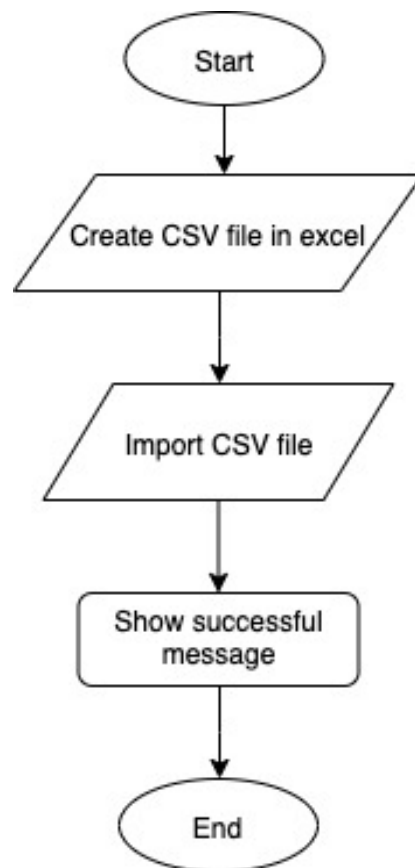 Start
Create CSV file in excel
Import CSV file
Show successful
message
End